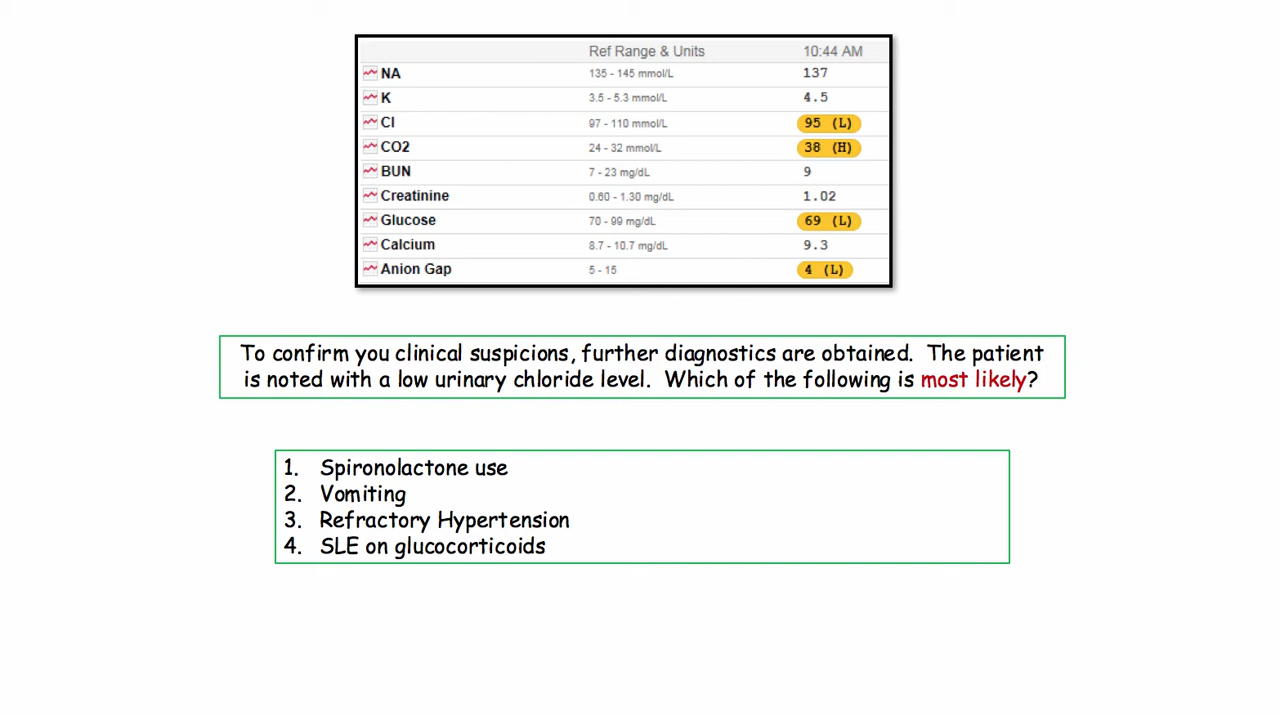 Ref Range & Units 10:44 AM
NA 135 - 145 mmol/L 137
K 3.5 - 5.3 mmol/L 4.5
Cl 97 - 110 mmol/L 95 (L)
CO2 24 - 32 mmol/L 38 (H)
BUN 7 - 23 mg/dL 9
Creatinine 0.60 - 1.30 mg/dL 1.02
Glucose 70 - 99 mg/dL 69 (L)
Calcium 8.7 - 10.7 mg/dL 9.3
Anion Gap 5 - 15 4 (L)
To confirm you clinical suspicions, further diagnostics are obtained. The patient
is noted with a low urinary chloride level. Which of the following is most likely?
1. Spironolactone use
2. Vomiting
3. Refractory Hypertension
4. SLE on glucocorticoids